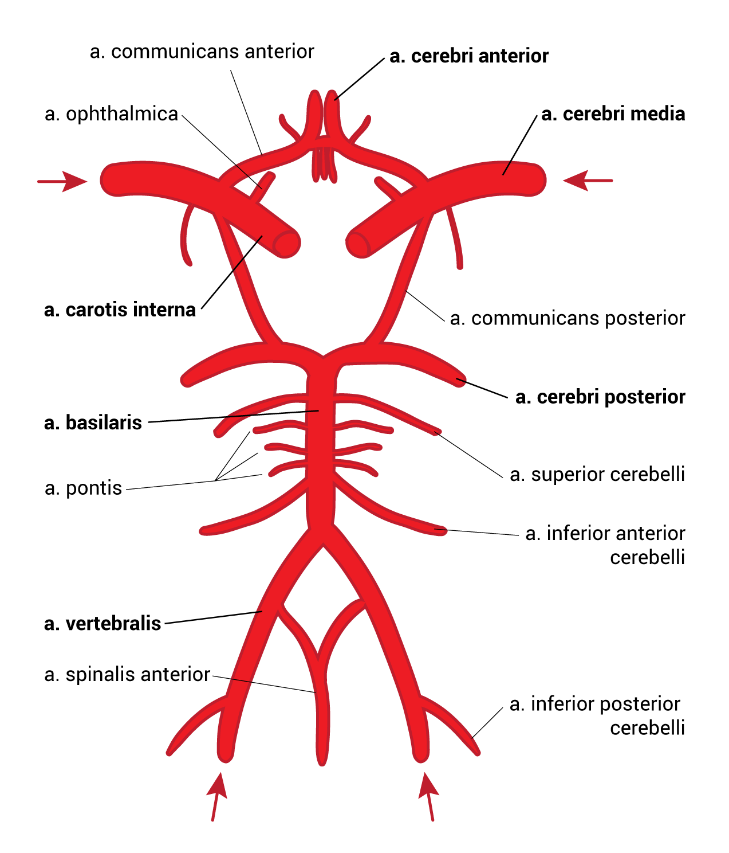 a. communicans anterior
a. cerebri anterior
a. ophthalmica
a. cerebri media
a. carotis interna
a. communicans posterior
a. cerebri posterior
a. basilaris
a. superior cerebelli
a. pontis
a. inferior anterior
cerebelli
a. vertebralis
a. spinalis anterior
a. inferior posterior
cerebelli